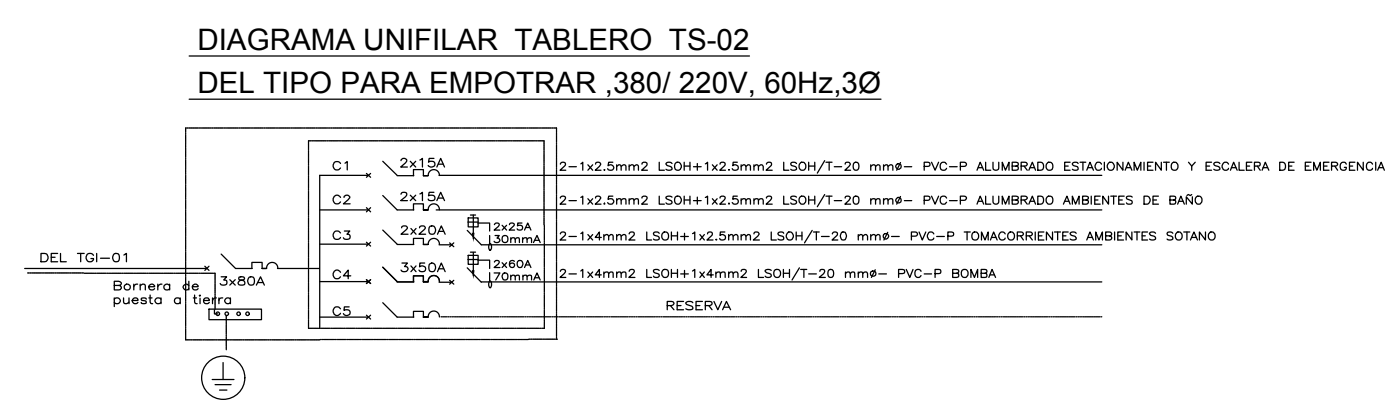 DIAGRAMA UNIFILAR TABLERO TS-02
DEL TIPO PARA EMPOTRAR ,380/ 220V, 60Hz,3Ø
C1 2x15A 2-1x2.5mm2 LSOH+1x2.5mm2 LSOH/T-20 mmø- PVC-P ALUMBRADO ESTACIONAMIENTO Y ESCALERA DE EMERGENCIA
C2 2x15A 2-1x2.5mm2 LSOH+1x2.5mm2 LSOH/T-20 mmø- PVC-P ALUMBRADO AMBIENTES DE BAÑO
C3 2x20A 2x25A
30mmA 2-1x4mm2 LSOH+1x2.5mm2 LSOH/T-20 mmø- PVC-P TOMACORRIENTES AMBIENTES SOTANO
DEL TGI-01
3x80A
C4 3x50A 2x60A
70mmA 2-1x4mm2 LSOH+1x4mm2 LSOH/T-20 mmø- PVC-P BOMBA
Bornera de
puesta a tierra
C5 RESERVA